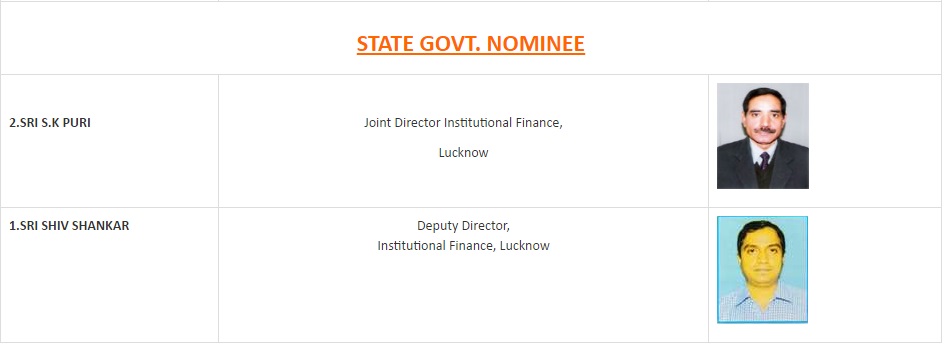 STATE GOVT. NOMINEE
2.SRI S.K PURI
Joint Director Institutional Finance,
Lucknow
1.SRI SHIV SHANKAR
Deputy Director,
Institutional Finance, Lucknow